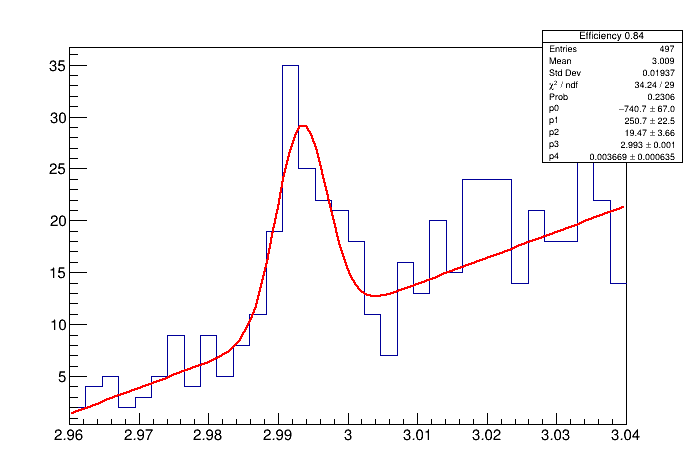 Efficiency 0.84
Entries 497
Mean 3.009
Std Dev 0.01937
χ² / ndf 34.24 / 29
Prob 0.2306
p0 −740.7 ± 67.0
p1 250.7 ± 22.5
p2 19.47 ± 3.66
p3 2.993 ± 0.001
p4 0.003669 ± 0.000635
35
30
25
20
15
10
5
2.96 2.97 2.98 2.99 3 3.01 3.02 3.03 3.04